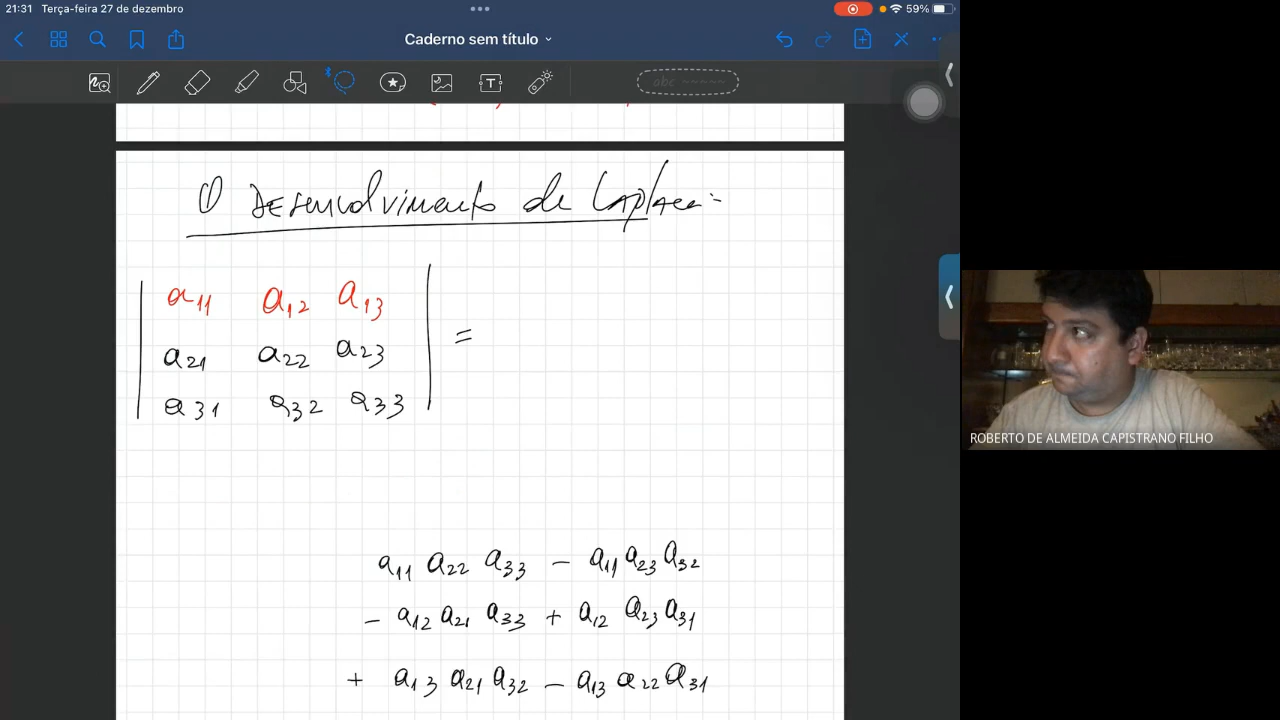 21:31 Terça-feira 27 de dezembro
59%
Caderno sem título
abc
① Desenvolvimento de Laplace:
a11 a12 a13
a21 a22 a23 =
a31 a32 a33
a11 a22 a33 − a11 a23 a32
− a12 a21 a33 + a12 a23 a31
+ a13 a21 a32 − a13 a22 a31
ROBERTO DE ALMEIDA CAPISTRANO FILHO